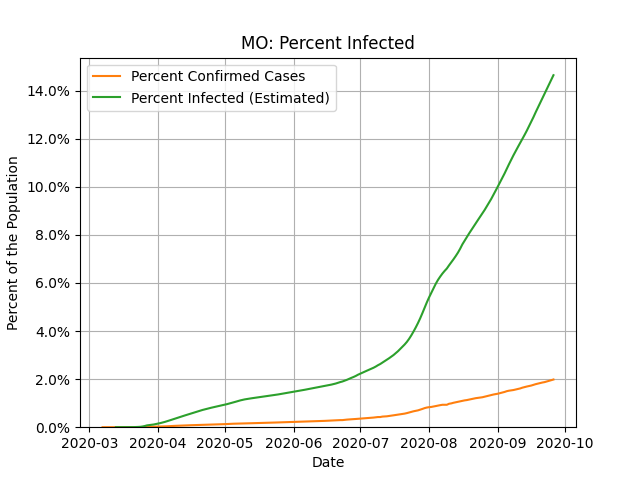 MO: Percent Infected
Percent Confirmed Cases
Percent Infected (Estimated)
Percent of the Population
14.0%
12.0%
10.0%
8.0%
6.0%
4.0%
2.0%
0.0%
2020-03 2020-04 2020-05 2020-06 2020-07 2020-08 2020-09 2020-10
Date